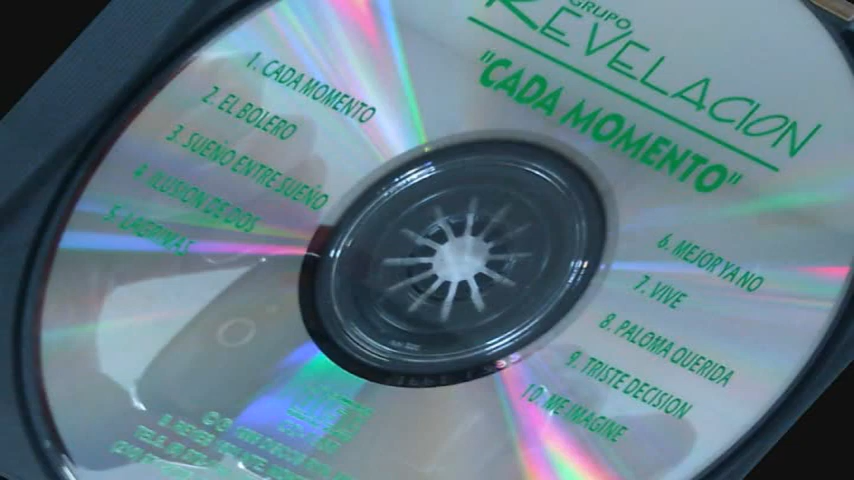 GRUPO
REVELACION
"CADA MOMENTO"
1. CADA MOMENTO
2. EL BOLERO
3. SUEÑO ENTRE SUEÑO
4. ILUSION DE DOS
5. LAGRIMAS
6. MEJOR YA NO
7. VIVE
8. PALOMA QUERIDA
9. TRISTE DECISION
10. ME IMAGINE